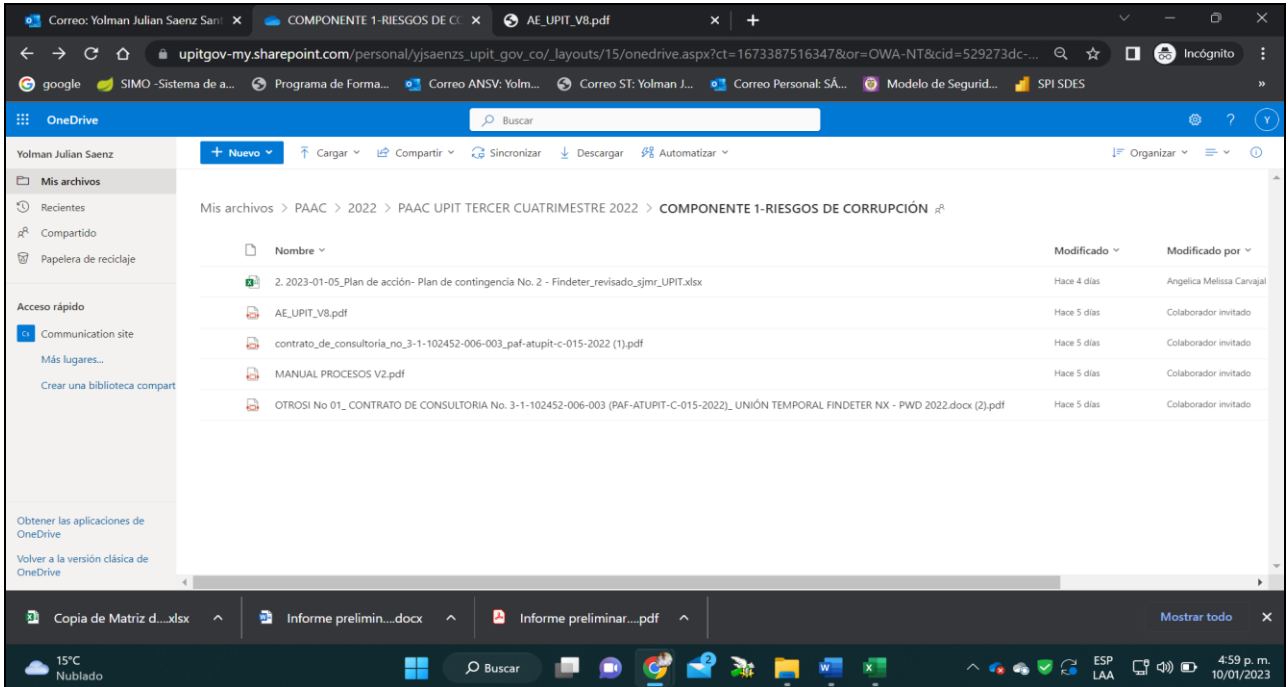 Correo: Yolman Julian Saenz Sant
COMPONENTE 1-RIESGOS DE CC
AE_UPIT_V8.pdf
upitgov-my.sharepoint.com/personal/yjsaenzs_upit_gov_co/_layouts/15/onedrive.aspx?ct=1673387516347&or=OWA-NT&cid=529273dc-...
Incógnito
google
SIMO -Sistema de a...
Programa de Forma...
Correo ANSV: Yolm...
Correo ST: Yolman J...
Correo Personal: SÁ...
Modelo de Segurid...
SPI SDES
»
OneDrive
Buscar
?
Y
Yolman Julian Saenz
+ Nuevo
Cargar
Compartir
Sincronizar
Descargar
Automatizar
Organizar
Mis archivos
Recientes
Compartido
Papelera de reciclaje
Acceso rápido
Cs Communication site
Más lugares...
Crear una biblioteca compart
Obtener las aplicaciones de
OneDrive
Volver a la versión clásica de
OneDrive
Mis archivos > PAAC > 2022 > PAAC UPIT TERCER CUATRIMESTRE 2022 > COMPONENTE 1-RIESGOS DE CORRUPCIÓN
Nombre Modificado Modificado por
2. 2023-01-05_Plan de acción- Plan de contingencia No. 2 - Findeter_revisado_sjmr_UPIT.xlsx Hace 4 días Angelica Melissa Carvajal
AE_UPIT_V8.pdf Hace 5 días Colaborador invitado
contrato_de_consultoria_no_3-1-102452-006-003_paf-atupit-c-015-2022 (1).pdf Hace 5 días Colaborador invitado
MANUAL PROCESOS V2.pdf Hace 5 días Colaborador invitado
OTROSI No 01_ CONTRATO DE CONSULTORIA No. 3-1-102452-006-003 (PAF-ATUPIT-C-015-2022)_ UNIÓN TEMPORAL FINDETER NX - PWD 2022.docx (2).pdf Hace 5 días Colaborador invitado
Copia de Matriz d....xlsx
Informe prelimin....docx
Informe preliminar....pdf
Mostrar todo
15°C
Nublado
Buscar
2
ESP
LAA
4:59 p. m.
10/01/2023